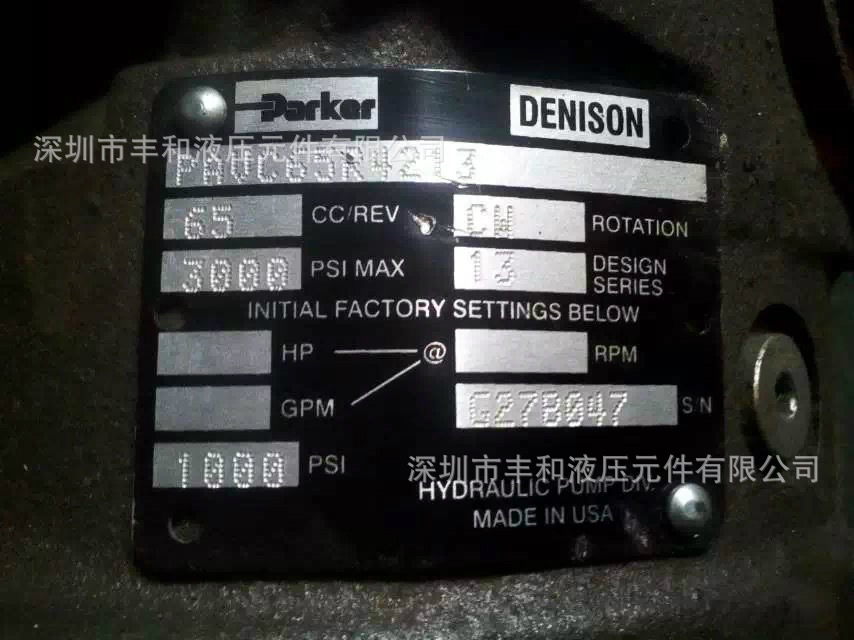 Parker DENISON
深圳市丰和液压元件有限公司
PAVC65R4213
65 CC/REV CW ROTATION
3000 PSI MAX 13 DESIGN SERIES
INITIAL FACTORY SETTINGS BELOW
HP @ RPM
GPM G27B047 S/N
1000 PSI
深圳市丰和液压元件有限公司
HYDRAULIC PUMP DIV.
MADE IN USA